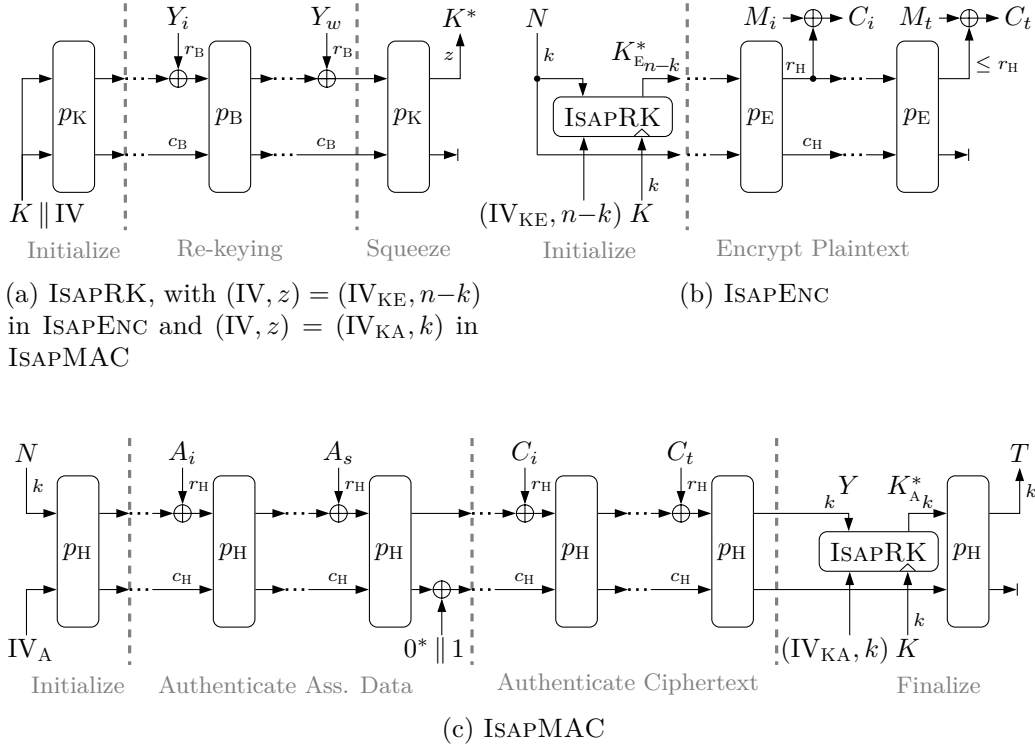 Y_i Y_w K*
r_B r_B z
p_K p_B p_K
c_B c_B
K ∥ IV
Initialize Re-keying Squeeze
(a) ISAPRK, with (IV, z) = (IV_KE, n−k)
in ISAPENC and (IV, z) = (IV_KA, k) in
ISAPMAC
N M_i C_i M_t C_t
k K*_E n−k r_H ≤ r_H
ISAPRK p_E p_E
c_H
k
(IV_KE, n−k) K
Initialize Encrypt Plaintext
(b) ISAPENC
N A_i A_s C_i C_t Y K*_A T
k r_H r_H r_H r_H k k k
p_H p_H p_H p_H p_H ISAPRK p_H
c_H c_H c_H c_H
k
IV_A 0* ∥ 1 (IV_KA, k) K
Initialize Authenticate Ass. Data Authenticate Ciphertext Finalize
(c) ISAPMAC